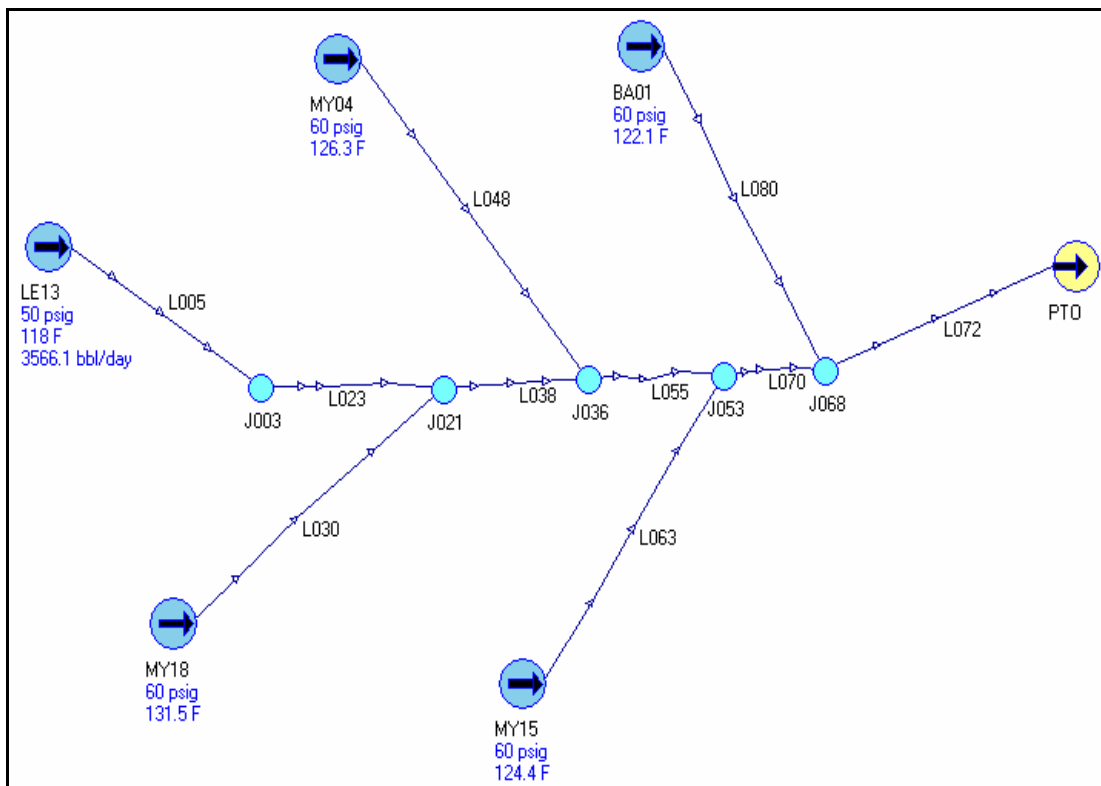 MY04
60 psig
126.3 F
BA01
60 psig
122.1 F
L048
L080
LE13
50 psig
118 F
3566.1 bbl/day
L005
PTO
L072
L023
L038
L055
L070
J003
J021
J036
J053
J068
L030
L063
MY18
60 psig
131.5 F
MY15
60 psig
124.4 F